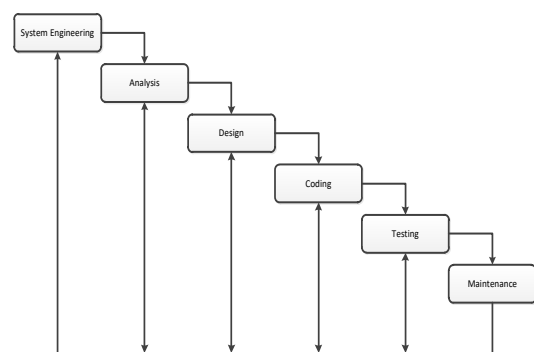 System Engineering
Analysis
Design
Coding
Testing
Maintenance